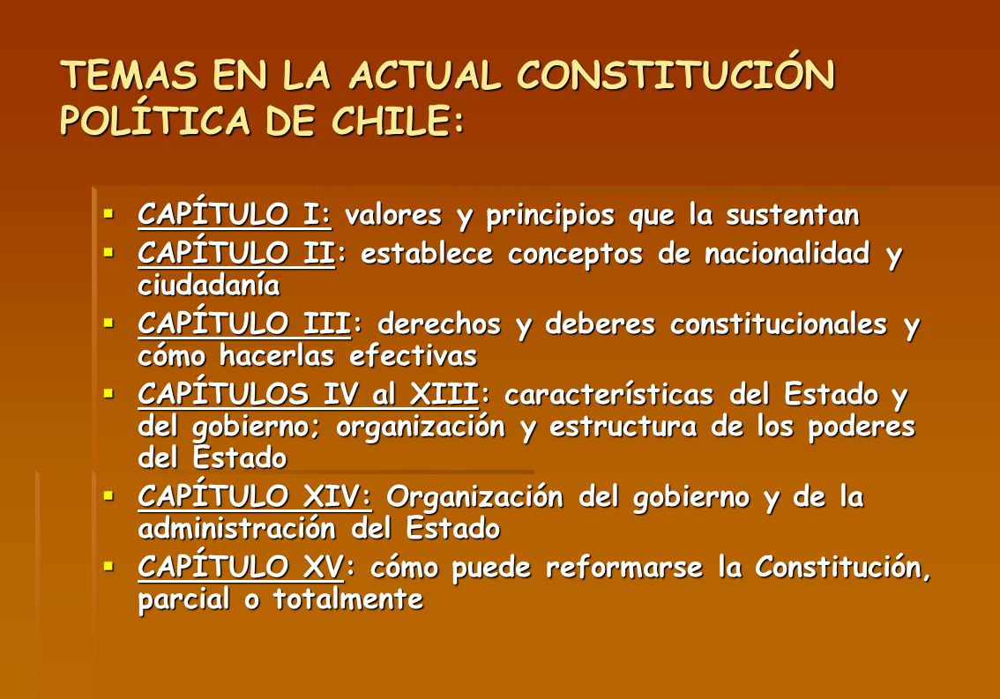 TEMAS EN LA ACTUAL CONSTITUCIÓN
POLÍTICA DE CHILE:
CAPÍTULO I: valores y principios que la sustentan
CAPÍTULO II: establece conceptos de nacionalidad y
ciudadanía
CAPÍTULO III: derechos y deberes constitucionales y
cómo hacerlas efectivas
CAPÍTULOS IV al XIII: características del Estado y
del gobierno; organización y estructura de los poderes
del Estado
CAPÍTULO XIV: Organización del gobierno y de la
administración del Estado
CAPÍTULO XV: cómo puede reformarse la Constitución,
parcial o totalmente